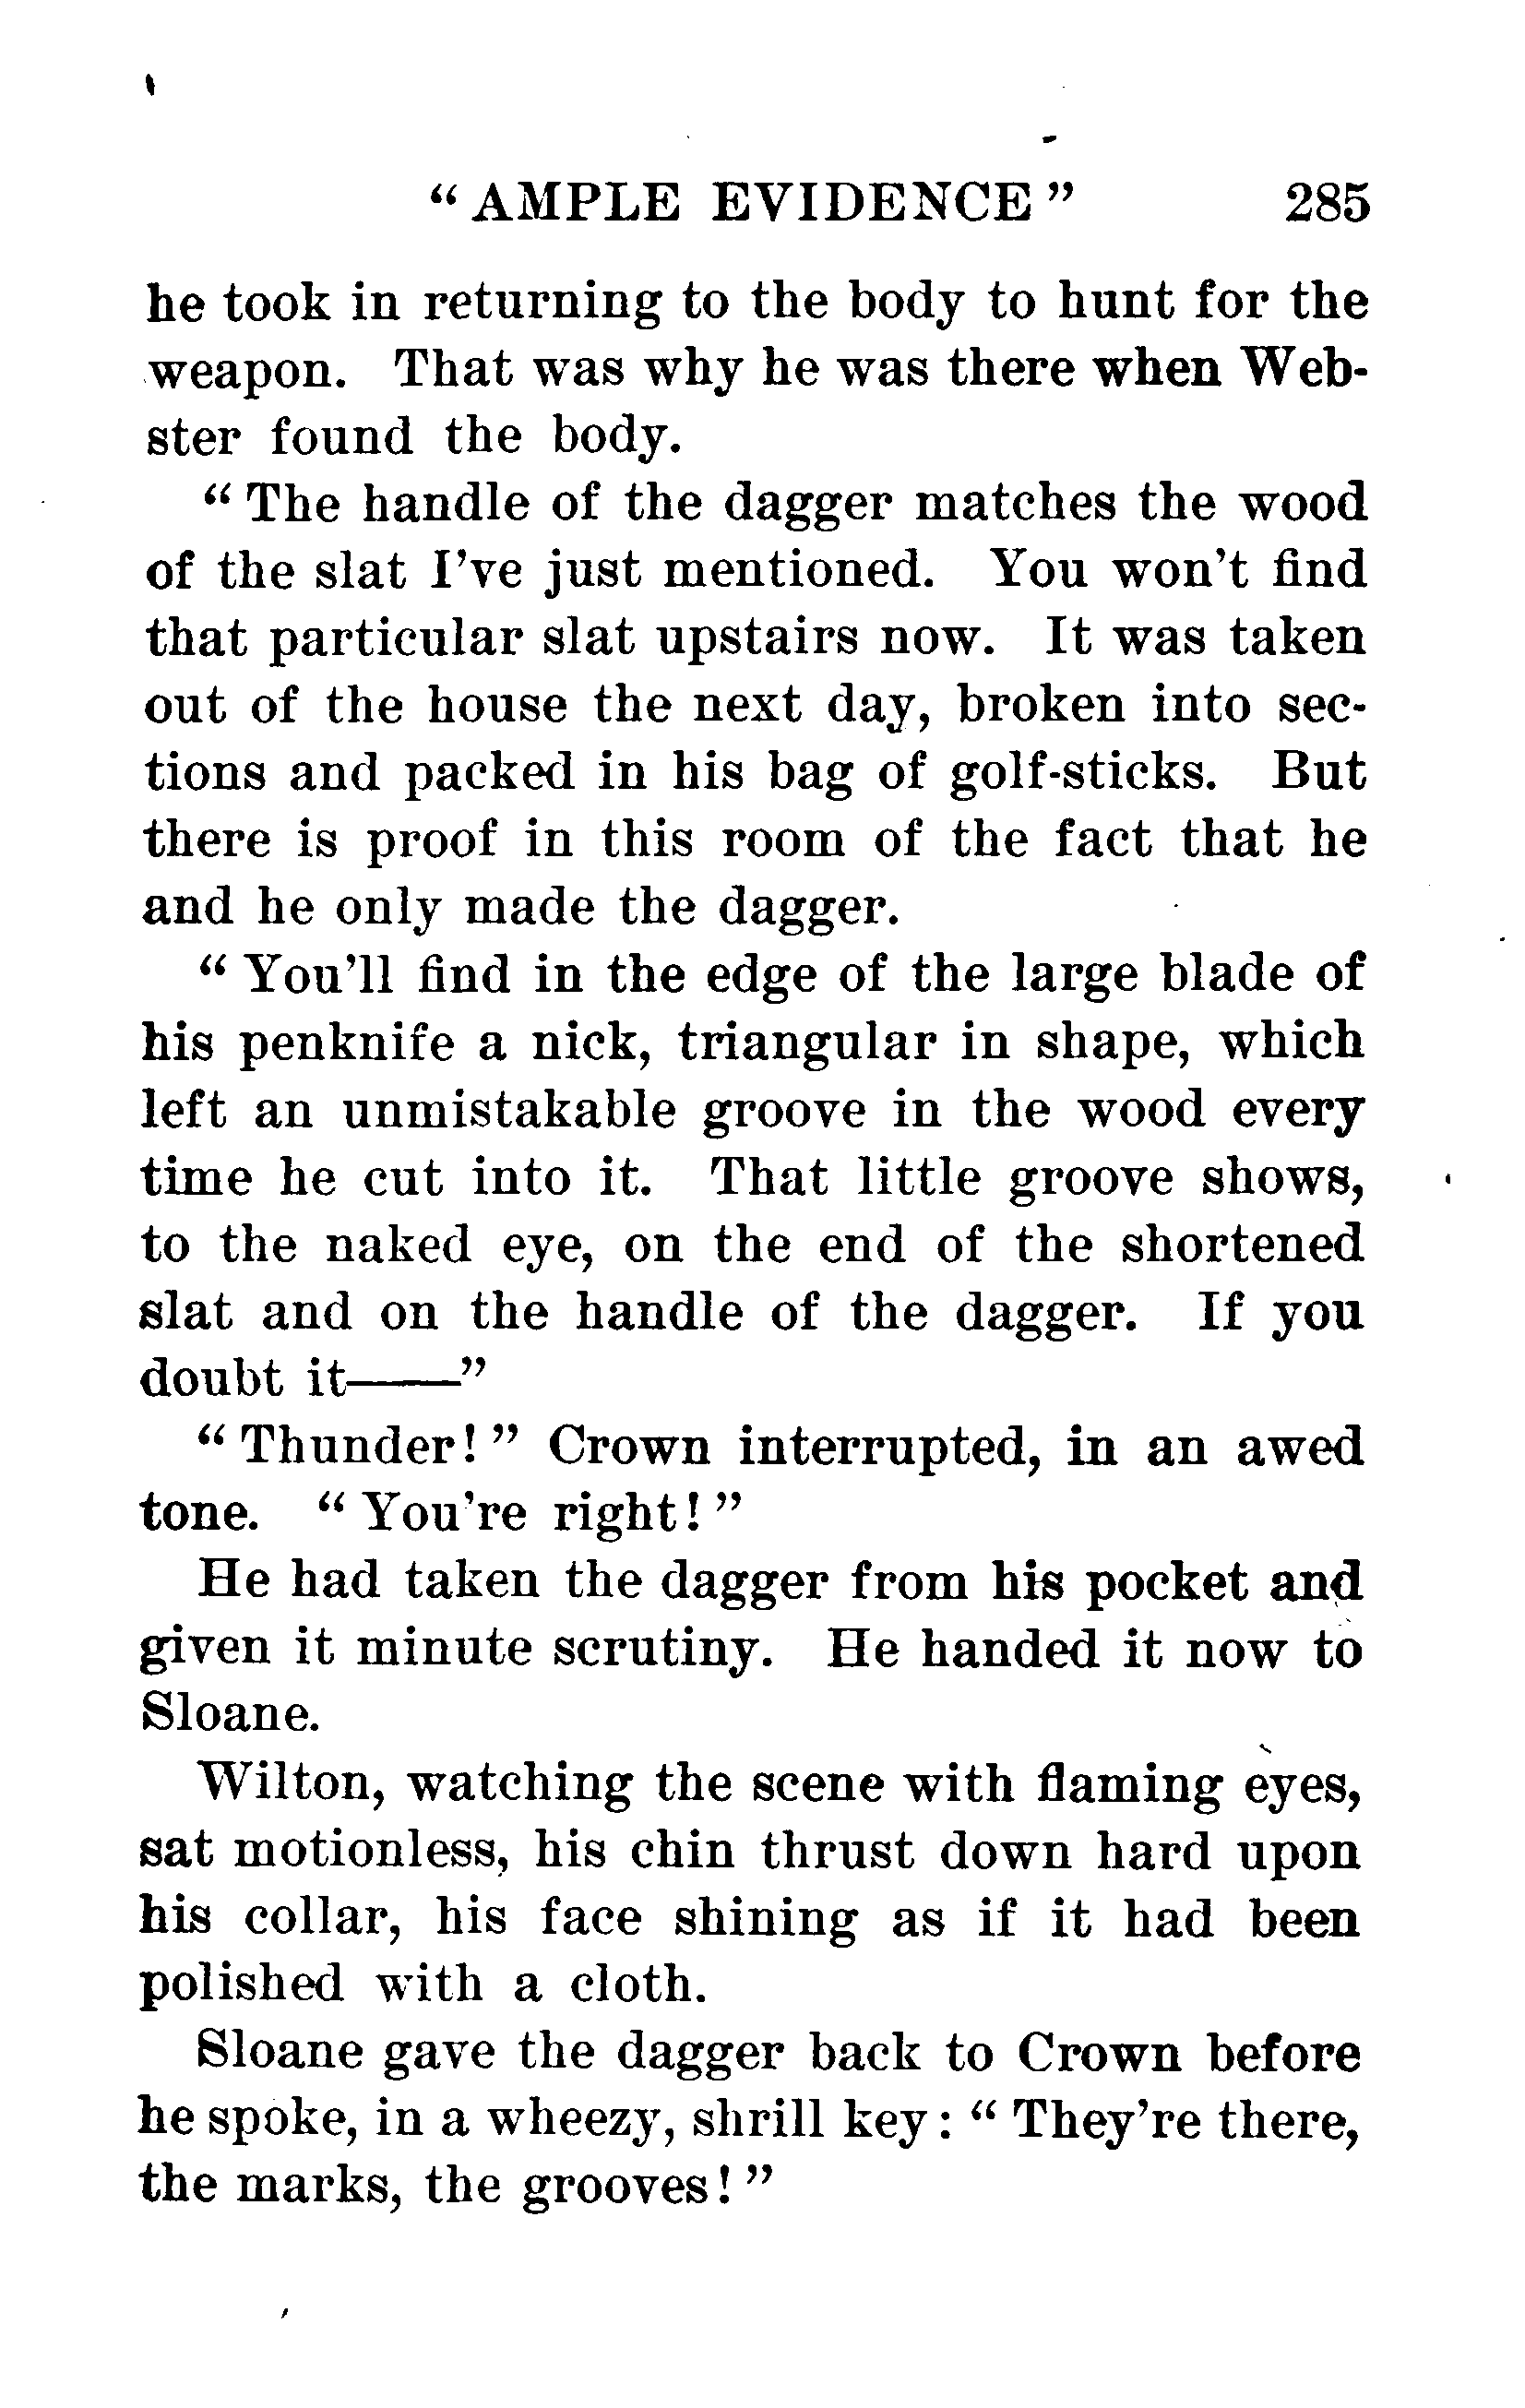 “ AMPLE EVIDENCE ” 285
he took in returning to the body to hunt for the
weapon. That was why he was there when Web-
ster found the body.
“ The handle of the dagger matches the wood
of the slat I’ve just mentioned. You won’t find
that particular slat upstairs now. It was taken
out of the house the next day, broken into sec-
tions and packed in his bag of golf-sticks. But
there is proof in this room of the fact that he
and he only made the dagger.
“ You’ll find in the edge of the large blade of
his penknife a nick, triangular in shape, which
left an unmistakable groove in the wood every
time he cut into it. That little groove shows,
to the naked eye, on the end of the shortened
slat and on the handle of the dagger. If you
doubt it——”
“ Thunder! ” Crown interrupted, in an awed
tone. “ You’re right! ”
He had taken the dagger from his pocket and
given it minute scrutiny. He handed it now to
Sloane.
Wilton, watching the scene with flaming eyes,
sat motionless, his chin thrust down hard upon
his collar, his face shining as if it had been
polished with a cloth.
Sloane gave the dagger back to Crown before
he spoke, in a wheezy, shrill key: “ They’re there,
the marks, the grooves! ”